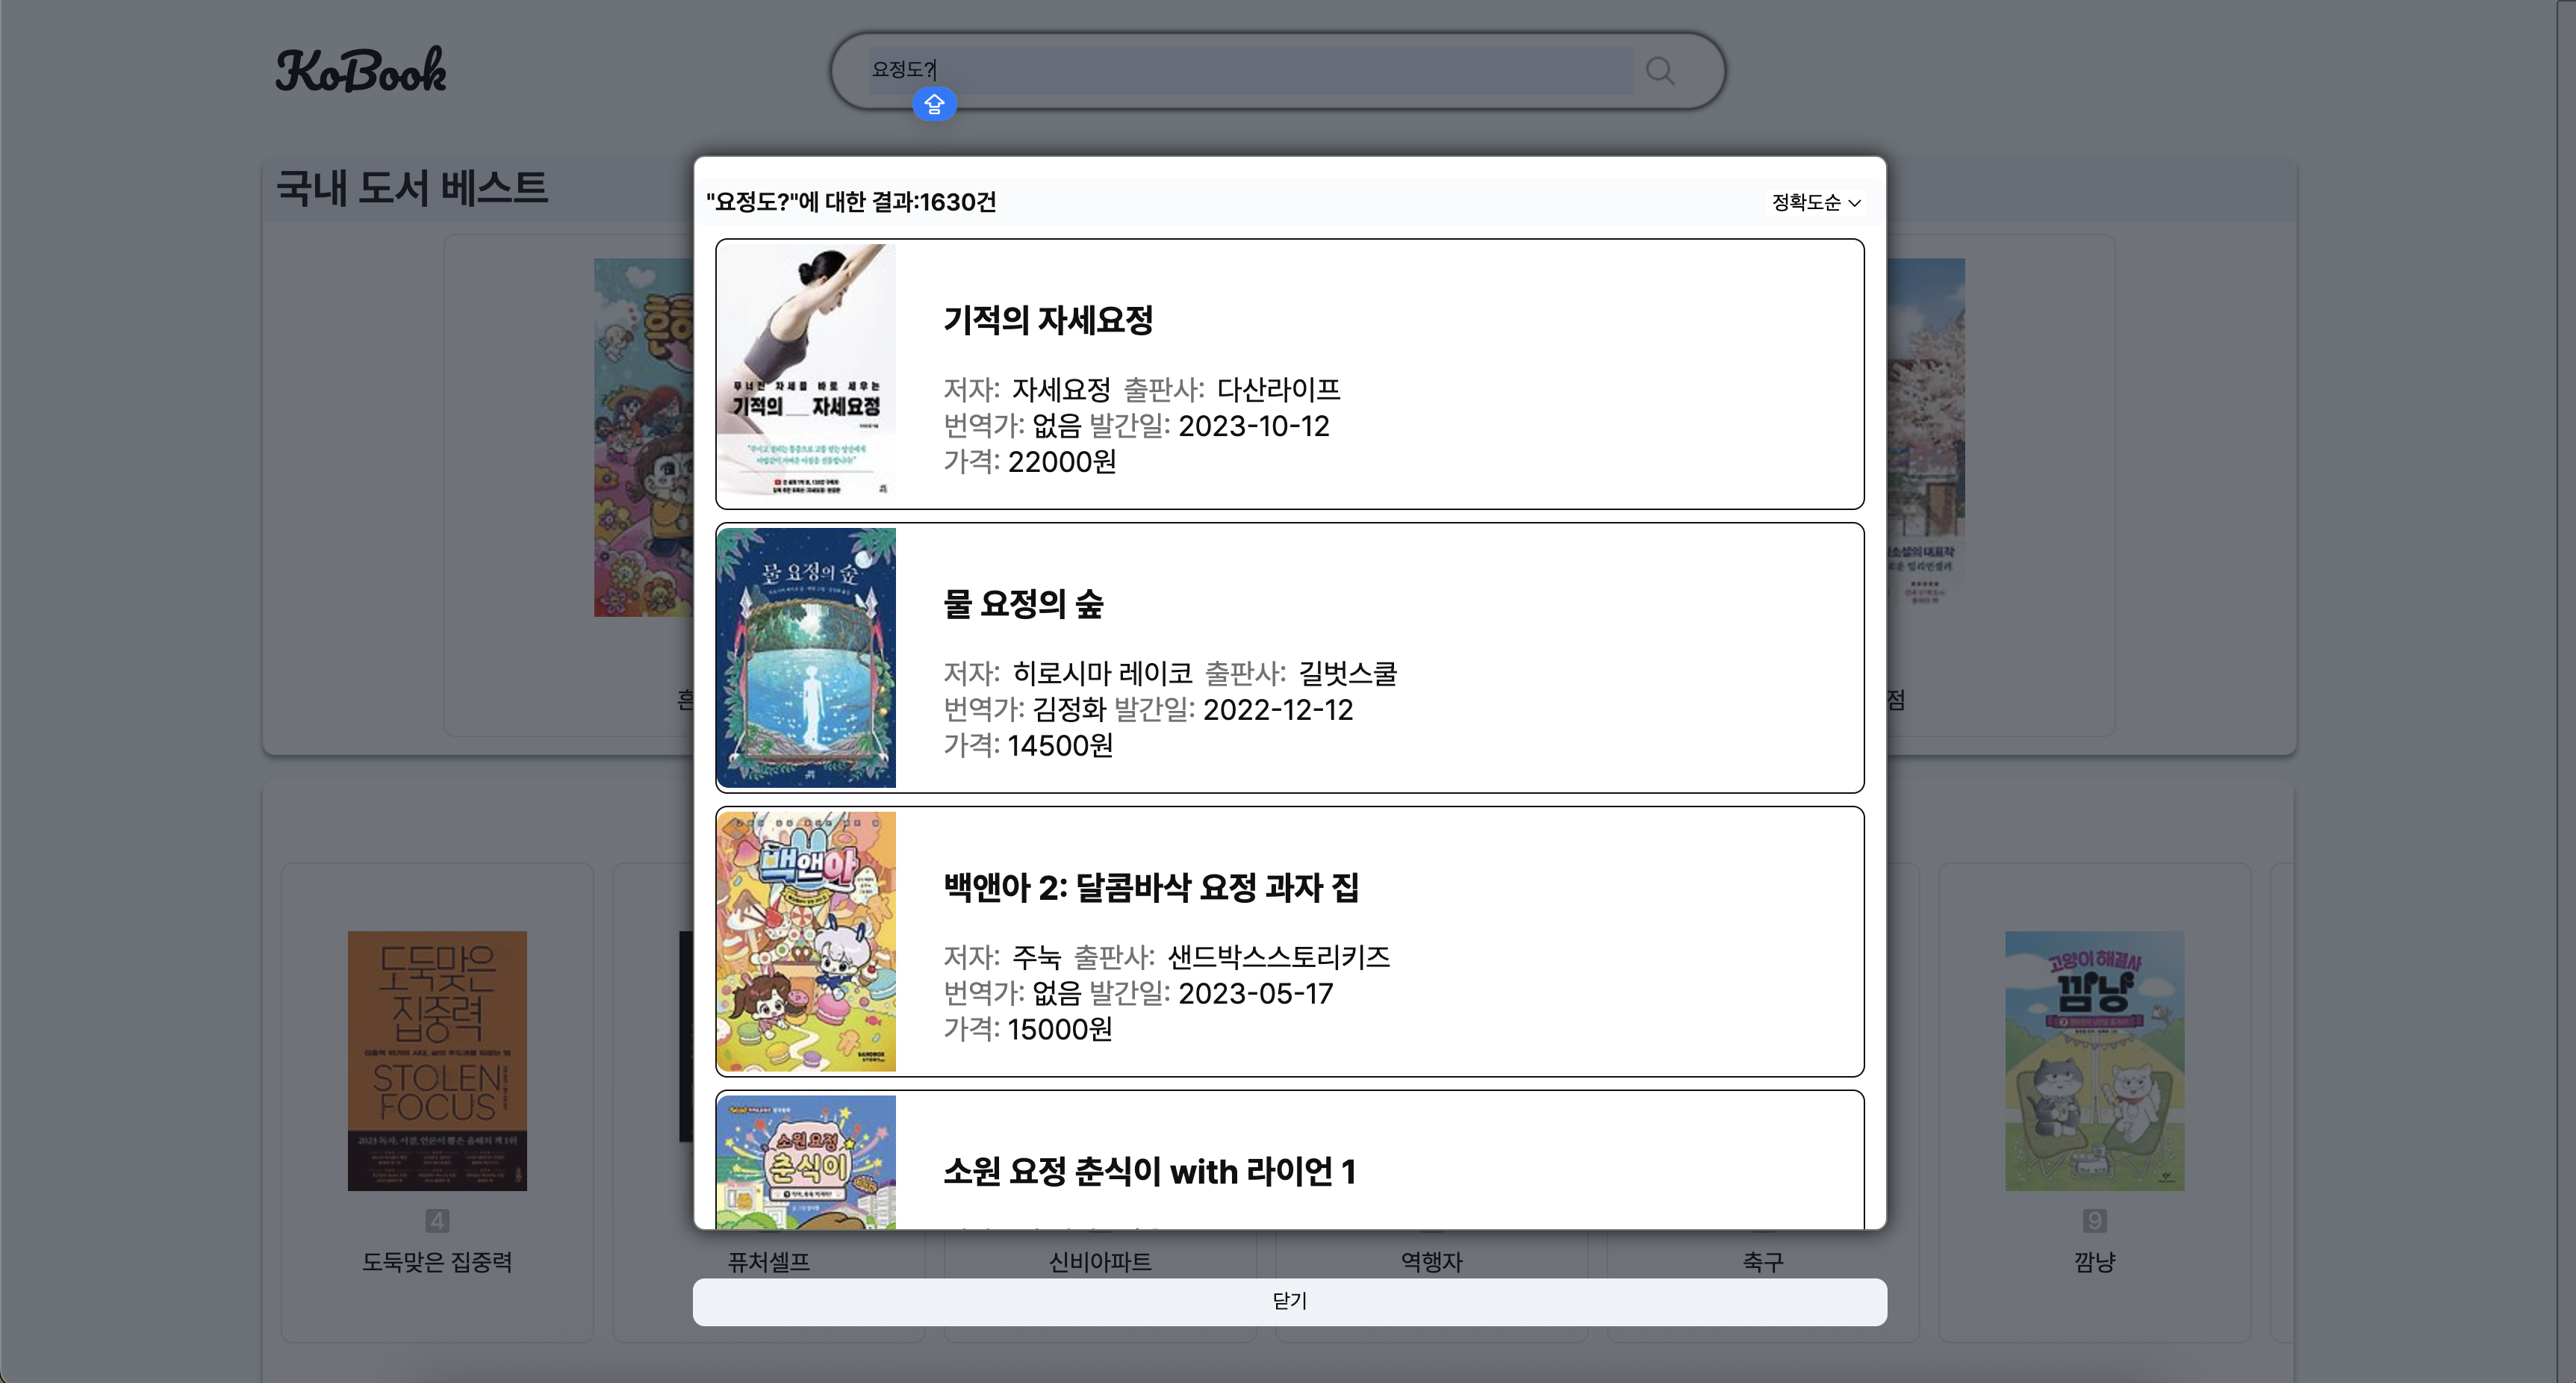 KoBook
요정도?
국내 도서 베스트
"요정도?"에 대한 결과:1630건
정확도순
무너진 자세를 바로 세우는
기적의 __ 자세요정
기적의 자세요정
저자: 자세요정 출판사: 다산라이프
번역가: 없음 발간일: 2023-10-12
가격: 22000원
물 요정의 숲
물 요정의 숲
저자: 히로시마 레이코 출판사: 길벗스쿨
번역가: 김정화 발간일: 2022-12-12
가격: 14500원
백앤아
SANDBOX
STORY
백앤아 2: 달콤바삭 요정 과자 집
저자: 주눅 출판사: 샌드박스스토리키즈
번역가: 없음 발간일: 2023-05-17
가격: 15000원
소원 요정
춘식이
소원 요정 춘식이 with 라이언 1
흔
점
소설의 대표작
도둑맞은
집중력
STOLEN
FOCUS
고양이 해결사
깜냥
4
9
도둑맞은 집중력
퓨처셀프
신비아파트
역행자
축구
깜냥
닫기